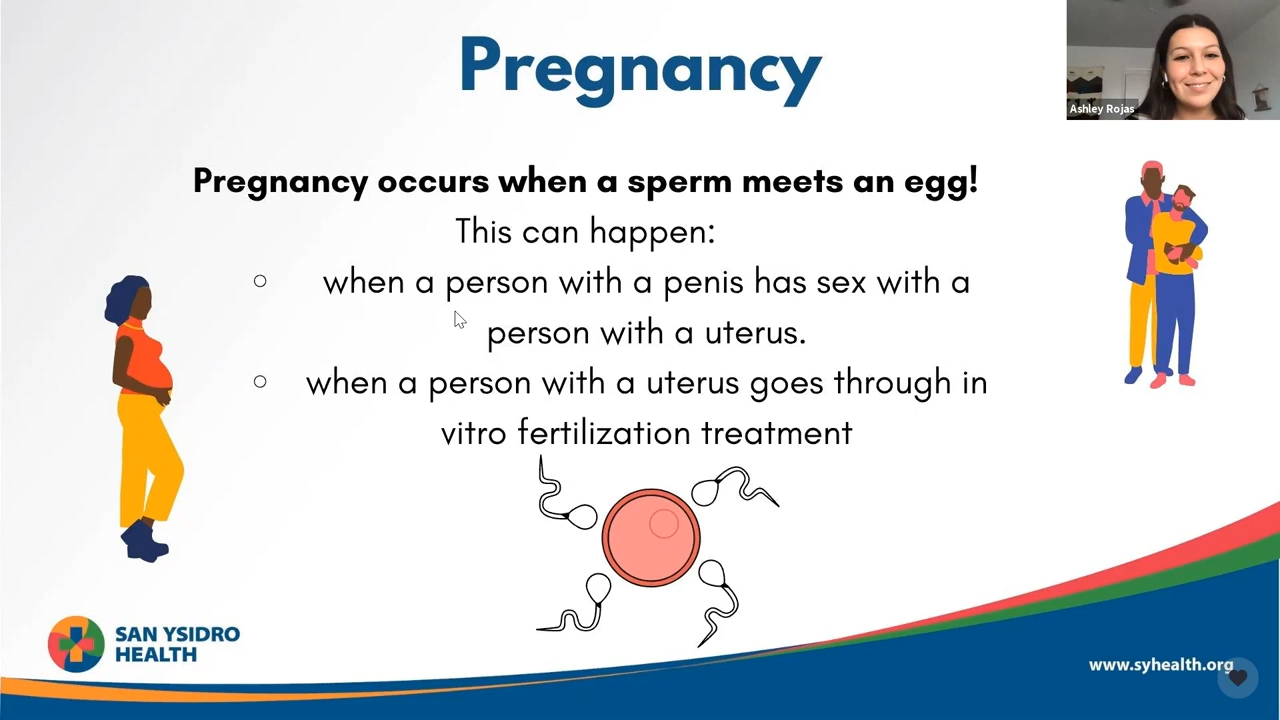 Pregnancy
Ashley Rojas
Pregnancy occurs when a sperm meets an egg!
This can happen:
when a person with a penis has sex with a
person with a uterus.
when a person with a uterus goes through in
vitro fertilization treatment
SAN YSIDRO
HEALTH
www.syhealth.org